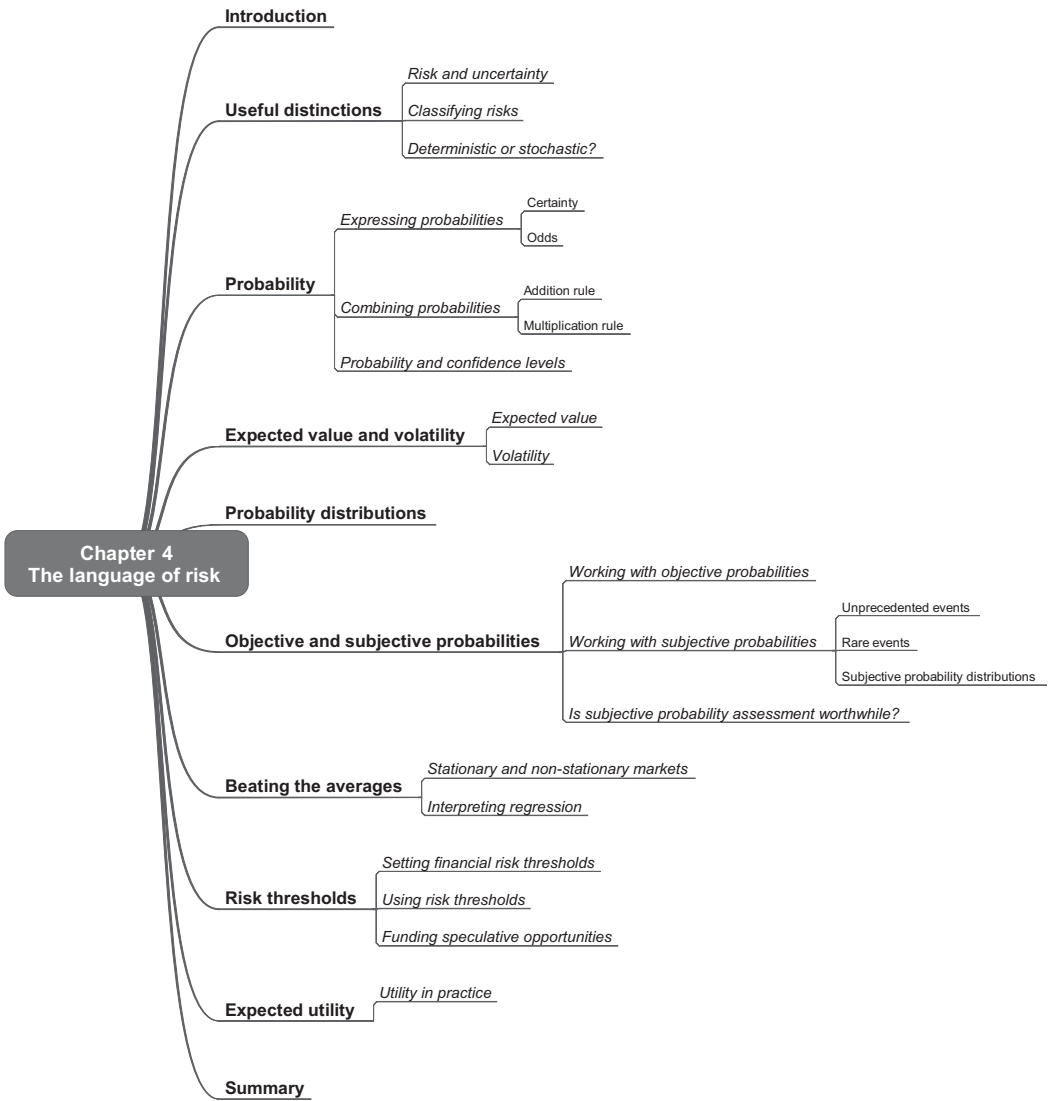 Chapter 4
The language of risk
Introduction
Useful distinctions
Risk and uncertainty
Classifying risks
Deterministic or stochastic?
Probability
Expressing probabilities
Certainty
Odds
Combining probabilities
Addition rule
Multiplication rule
Probability and confidence levels
Expected value and volatility
Expected value
Volatility
Probability distributions
Objective and subjective probabilities
Working with objective probabilities
Working with subjective probabilities
Unprecedented events
Rare events
Subjective probability distributions
Is subjective probability assessment worthwhile?
Beating the averages
Stationary and non-stationary markets
Interpreting regression
Risk thresholds
Setting financial risk thresholds
Using risk thresholds
Funding speculative opportunities
Expected utility
Utility in practice
Summary